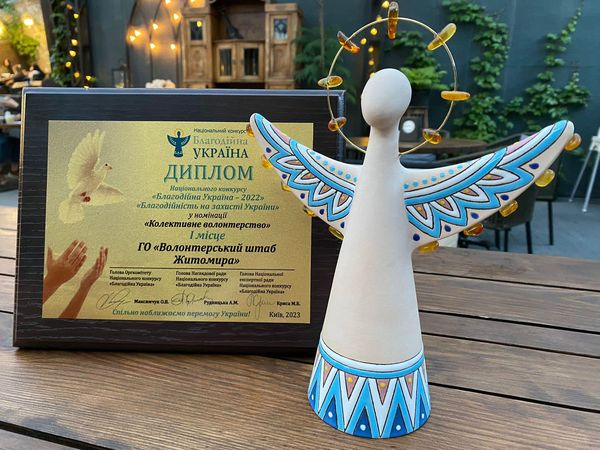 Національний конкурс
Благодійна
УКРАЇНА
ДИПЛОМ
Національного конкурсу
«Благодійна Україна – 2022»
«Благодійність на захисті України»
у номінації
«Колективне волонтерство»
І місце
ГО «Волонтерський штаб
Житомира»
Голова Оргкомітету
Національного конкурсу
«Благодійна Україна»
Голова Наглядової ради
Національного конкурсу
«Благодійна Україна»
Голова Національної
експертної ради
Національного конкурсу
«Благодійна Україна»
Максимчук О.В.
Рудніцька А.М.
Криса М.Б.
Спільно наближаємо перемогу України!
Київ, 2023